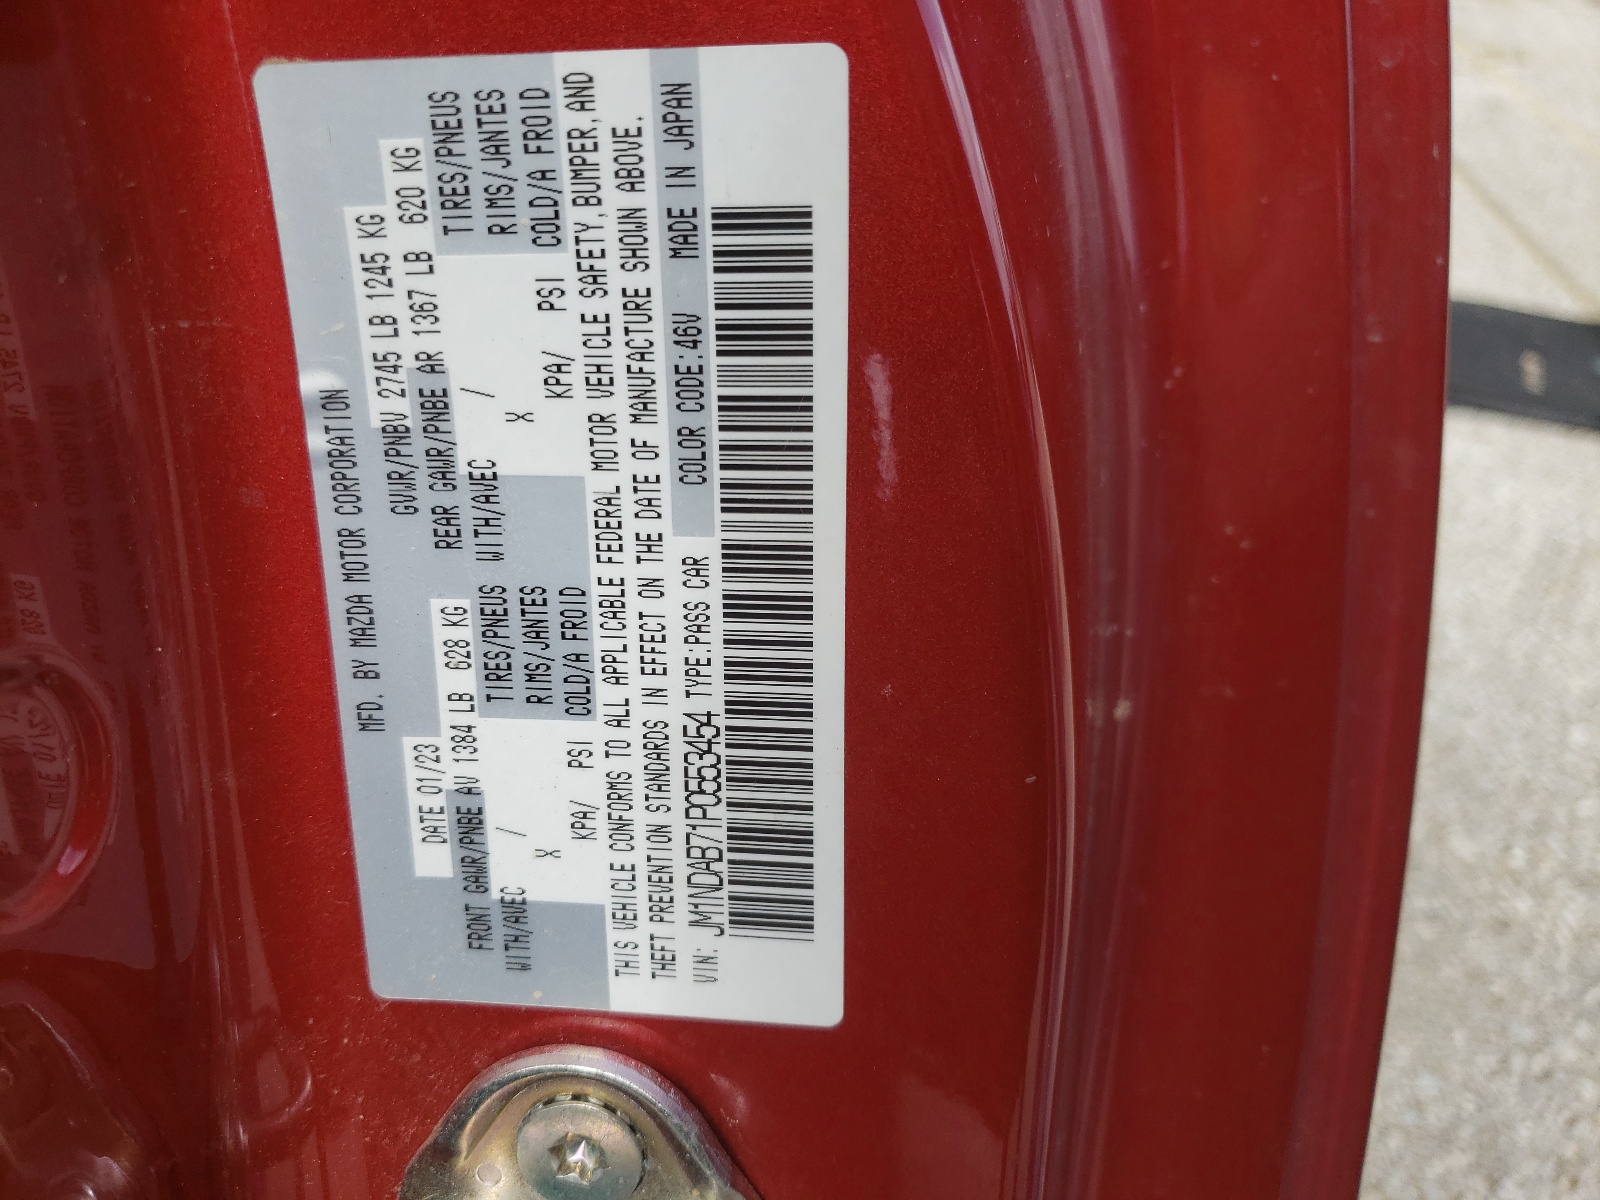 MFD. BY MAZDA MOTOR CORPORATION
DATE 01/23 GVWR/PNBV 2745 LB 1245 KG
FRONT GAWR/PNBE AV 1384 LB 628 KG REAR GAWR/PNBE AR 1367 LB 620 KG
WITH/AVEC / TIRES/PNEUS WITH/AVEC / TIRES/PNEUS
X RIMS/JANTES X RIMS/JANTES
KPA/ PSI COLD/A FROID KPA/ PSI COLD/A FROID
THIS VEHICLE CONFORMS TO ALL APPLICABLE FEDERAL MOTOR VEHICLE SAFETY, BUMPER, AND
THEFT PREVENTION STANDARDS IN EFFECT ON THE DATE OF MANUFACTURE SHOWN ABOVE.
VIN: JM1NDAB71P0553454 TYPE:PASS CAR COLOR CODE:46V MADE IN JAPAN